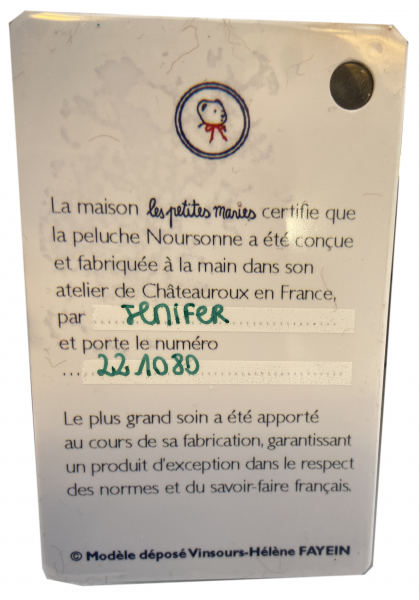 La maison les petites maries certifie que
la peluche Noursonne a été conçue
et fabriquée à la main dans son
atelier de Châteauroux en France,
par ..... JENIFER .....
et porte le numéro
... 221080 .....
Le plus grand soin a été apporté
au cours de sa fabrication, garantissant
un produit d'exception dans le respect
des normes et du savoir-faire français.
© Modèle déposé Vinsours-Hélène FAYEIN